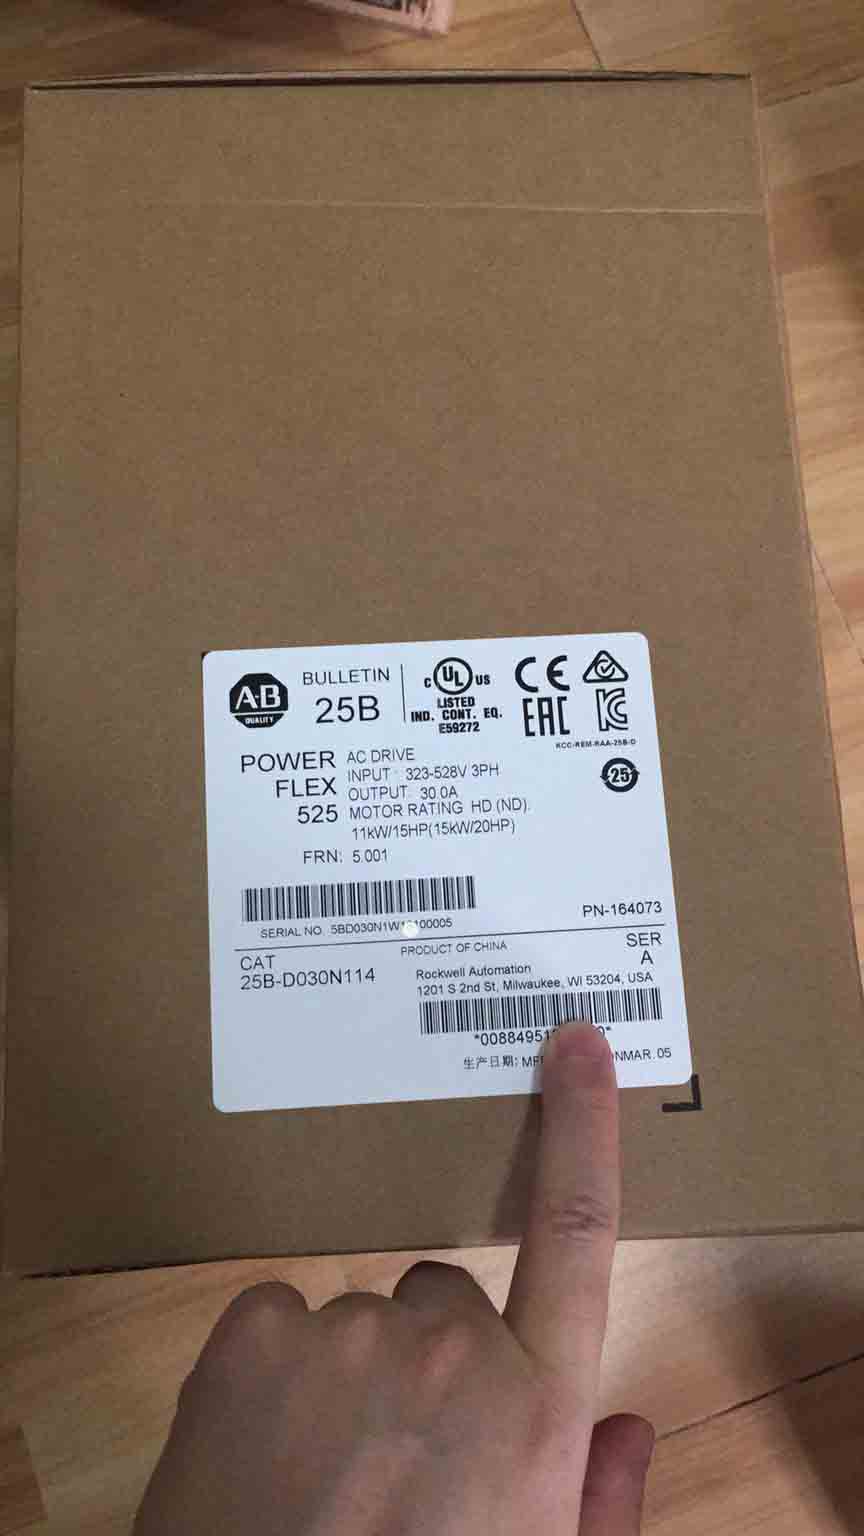 A-B
QUALITY
BULLETIN
25B
C UL US
LISTED
IND. CONT. EQ.
E59272
CE
EAC
KCC-REM-RAA-25B-D
25
POWER
FLEX
525
AC DRIVE
INPUT : 323-528V 3PH
OUTPUT: 30.0A
MOTOR RATING HD (ND).
11kW/15HP(15kW/20HP)
FRN: 5.001
SERIAL NO.
PN-164073
PRODUCT OF CHINA
SER
A
CAT
25B-D030N114
Rockwell Automation
1201 S 2nd St, Milwaukee, WI 53204, USA
生产日期:
MAR. 05